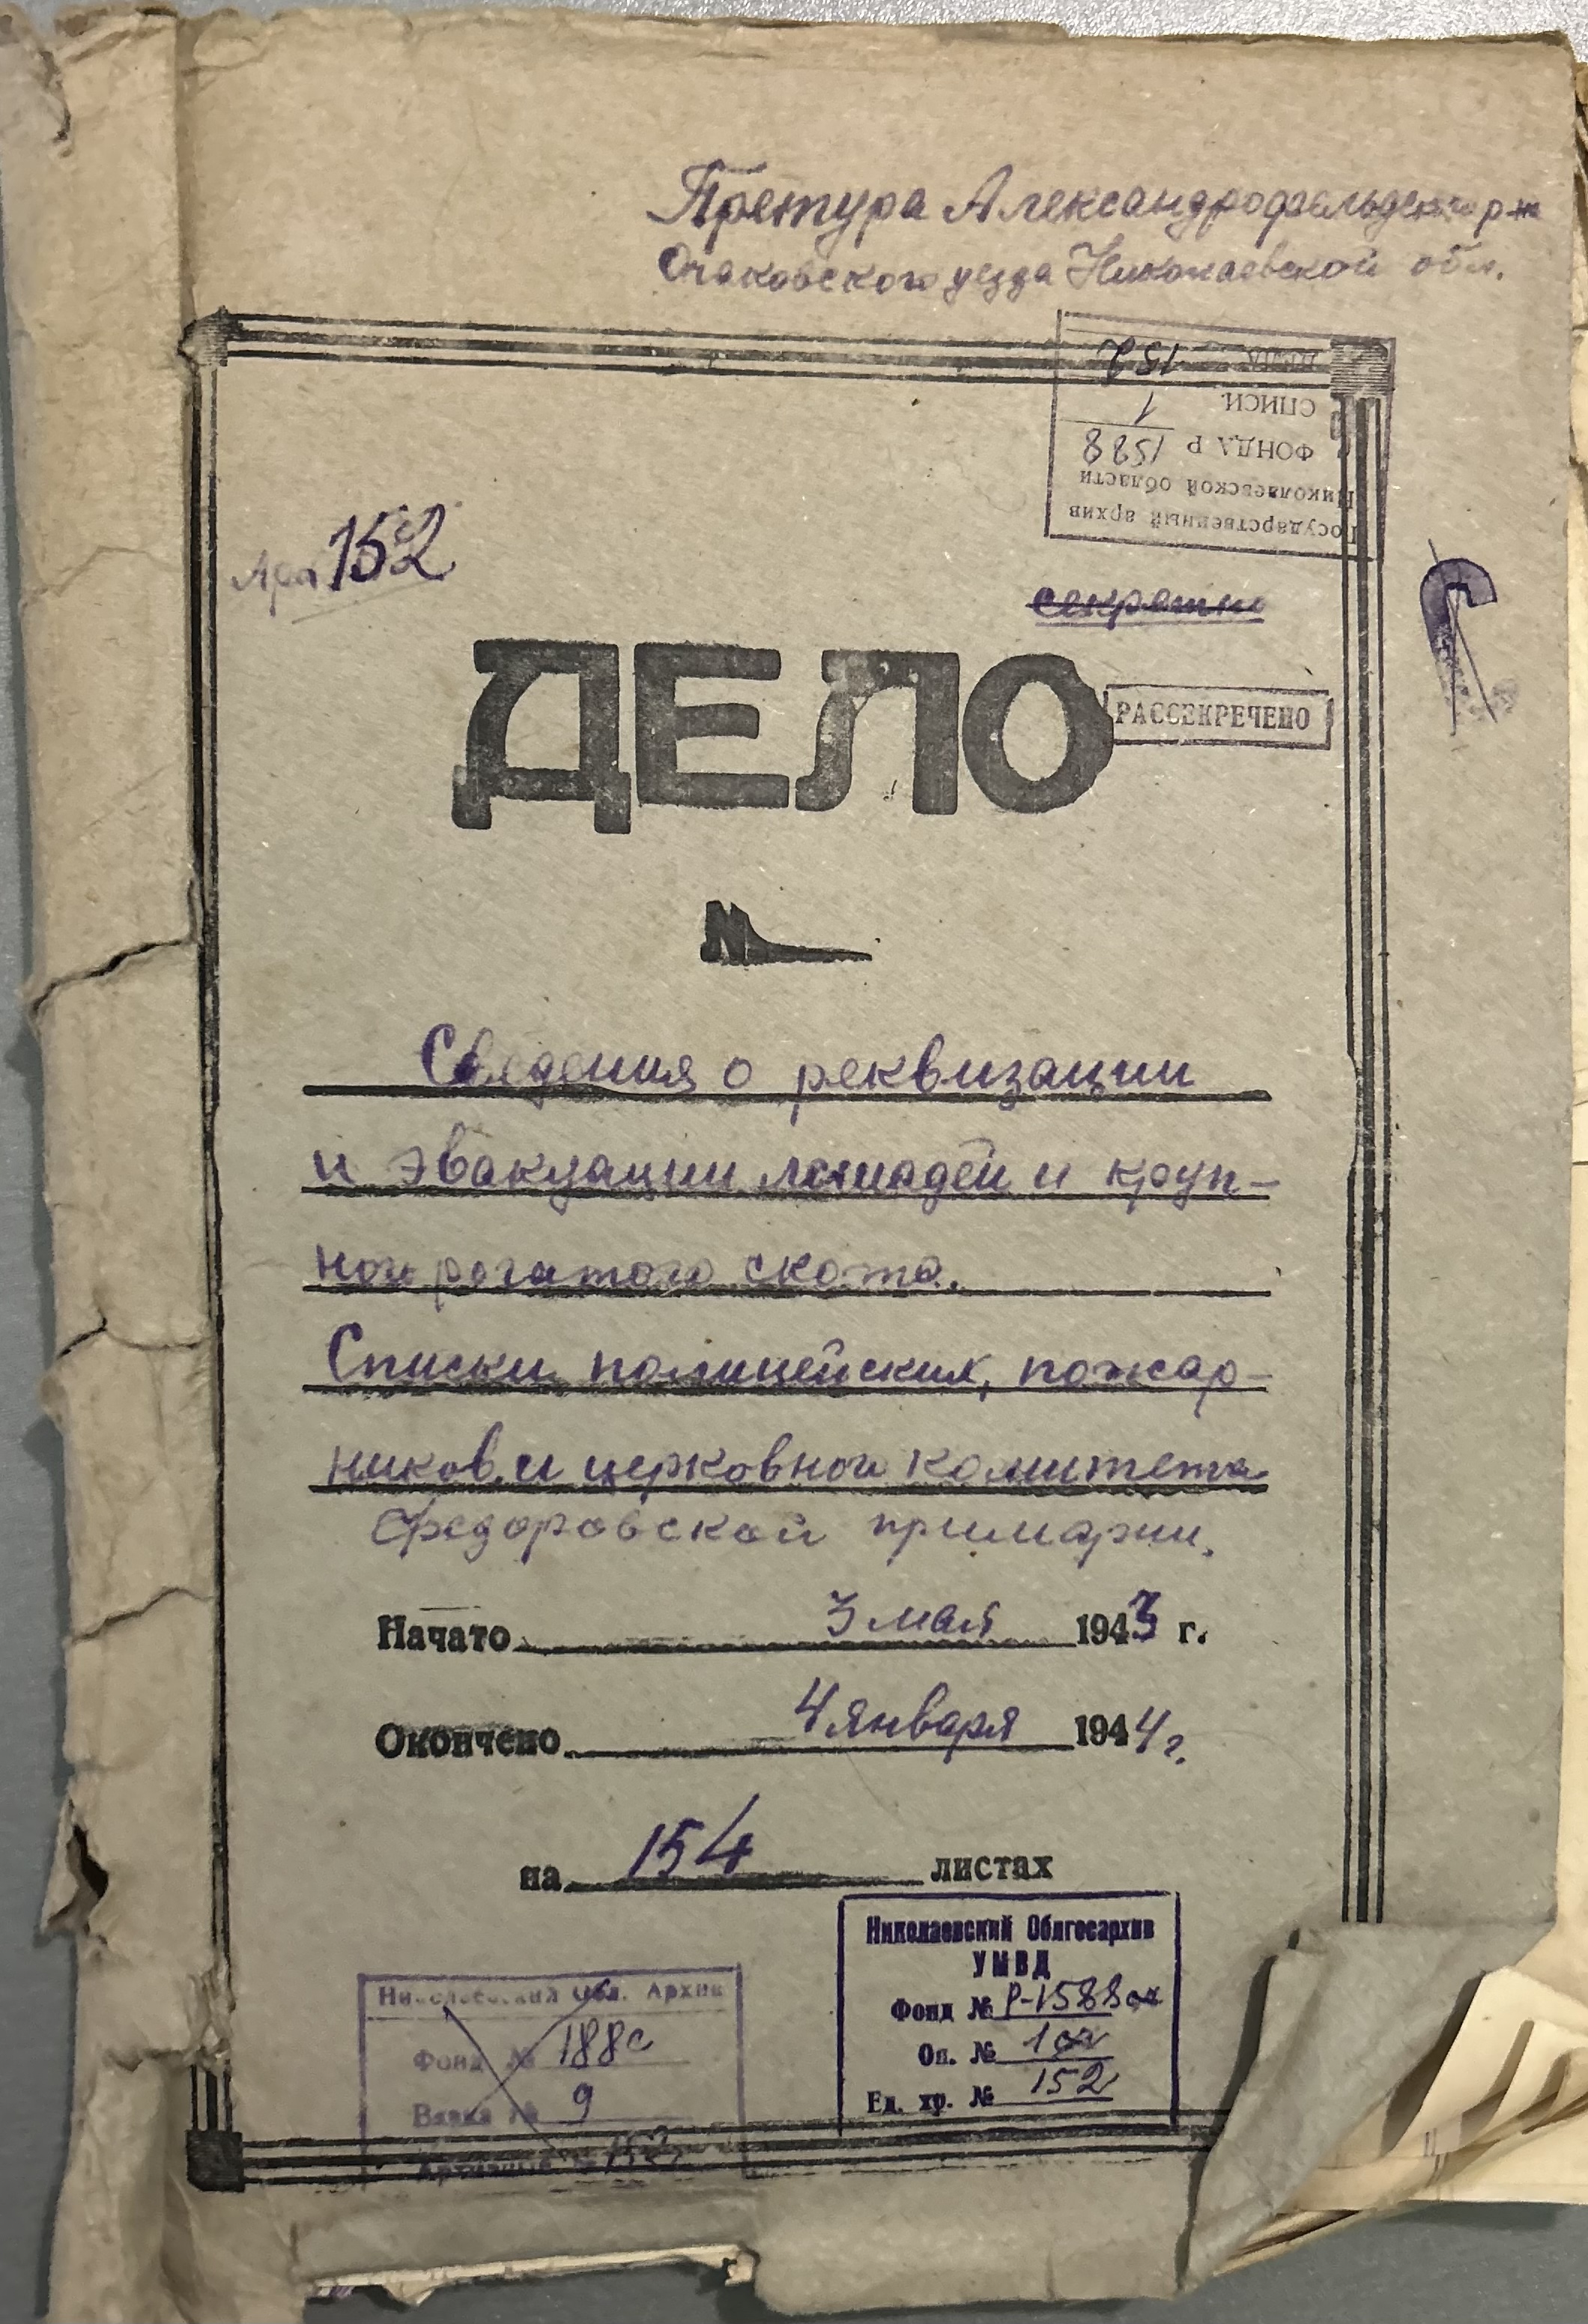 Претура Александрофельдского р-на
Очаковского уезда Николаевской обл.
Государственный архив
Николаевской области
ФОНДА Р 1588
СПИСИ. 1
152
152
секретно
ДЕЛО
РАССЕКРЕЧЕНО
№
Сведения о реквизации
и эвакуации лошадей и круп-
ного рогатого скота.
Списки полицейских, пожар-
ников и церковного комитета
Федоровской примарии.
Начато 3 мая 1943 г.
Окончено 4 января 1944 г.
на 154 листах
Николаевский Облгосархив
УМВД
Фонд № Р-1588
Оп. № 1
Ед. хр. № 152
Николаевский Обл. Архив
Фонд № 188с
Вязка № 9
152